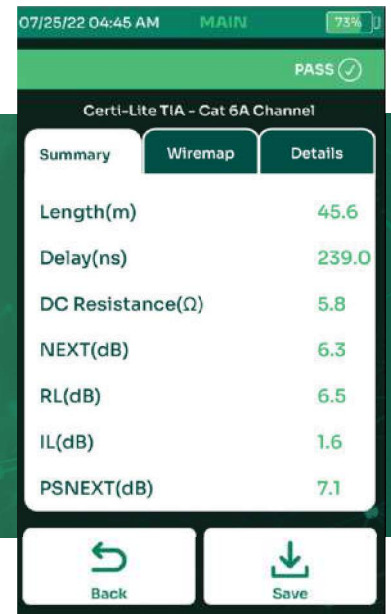 07/25/22 04:45 AM MAIN 73%
PASS
Certi-Lite TIA - Cat 6A Channel
Summary Wiremap Details
Length(m) 45.6
Delay(ns) 239.0
DC Resistance(Ω) 5.8
NEXT(dB) 6.3
RL(dB) 6.5
IL(dB) 1.6
PSNEXT(dB) 7.1
Back Save